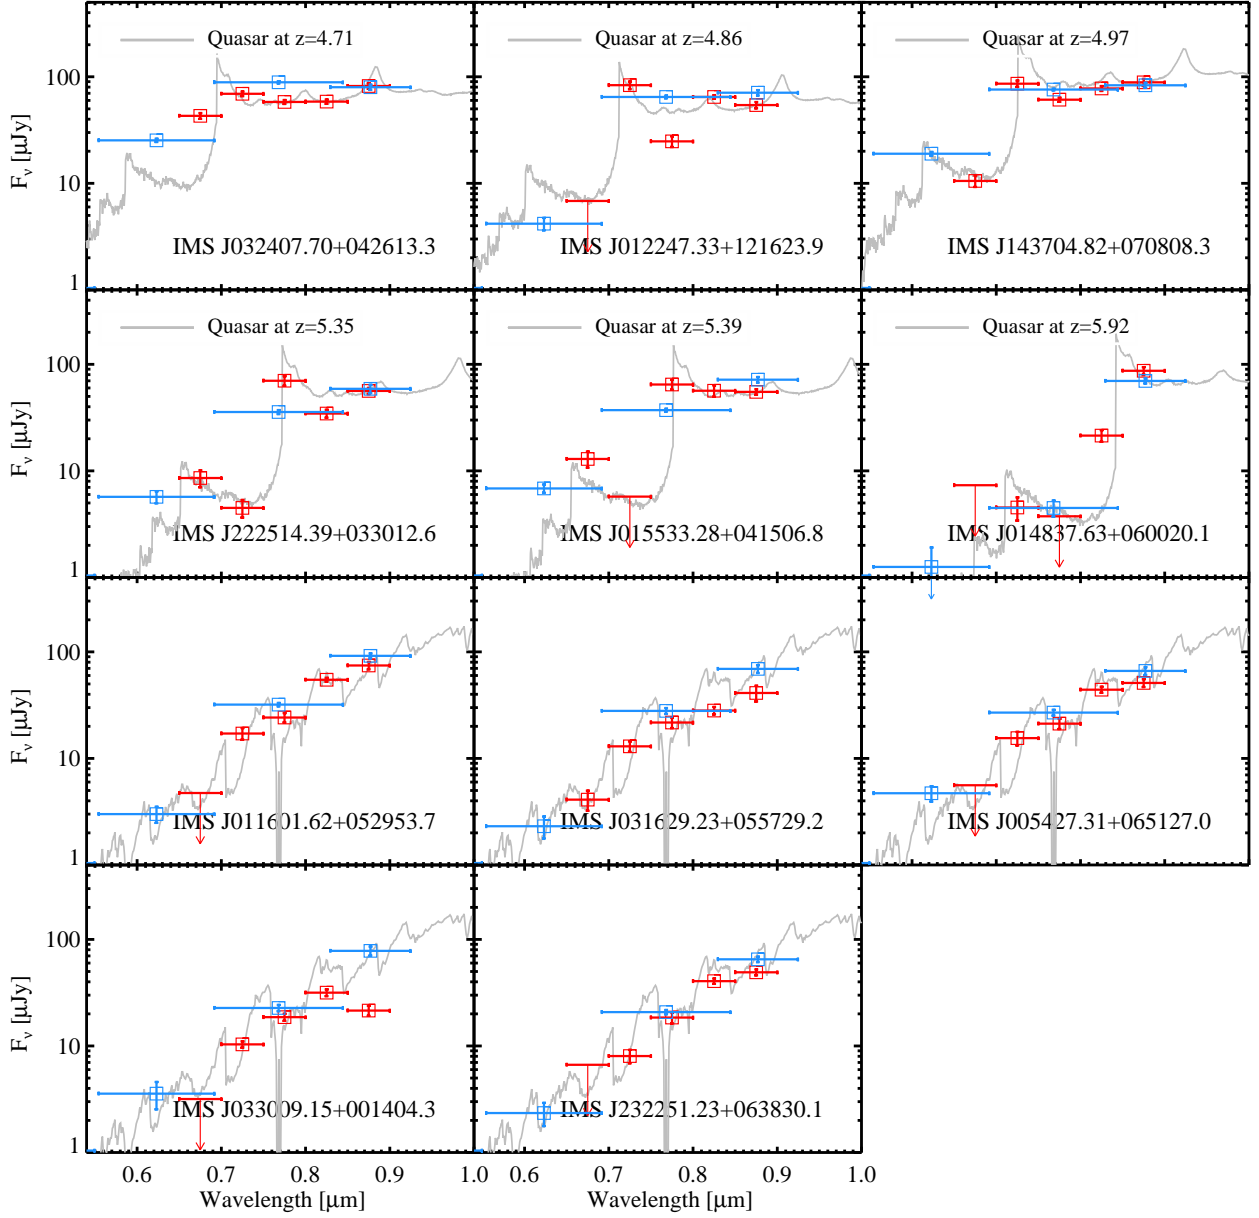 Quasar at z=4.71
Quasar at z=4.86
Quasar at z=4.97
100
10
1
Fν [μJy]
IMS J032407.70+042613.3
IMS J012247.33+121623.9
IMS J143704.82+070808.3
Quasar at z=5.35
Quasar at z=5.39
Quasar at z=5.92
100
10
1
Fν [μJy]
IMS J222514.39+033012.6
IMS J015533.28+041506.8
IMS J014837.63+060020.1
100
10
1
Fν [μJy]
IMS J011601.62+052953.7
IMS J031629.23+055729.2
IMS J005427.31+065127.0
100
10
1
Fν [μJy]
IMS J033009.15+001404.3
IMS J232251.23+063830.1
0.6 0.7 0.8 0.9 1.0 0.6 0.7 0.8 0.9 1.0
Wavelength [μm]
Wavelength [μm]